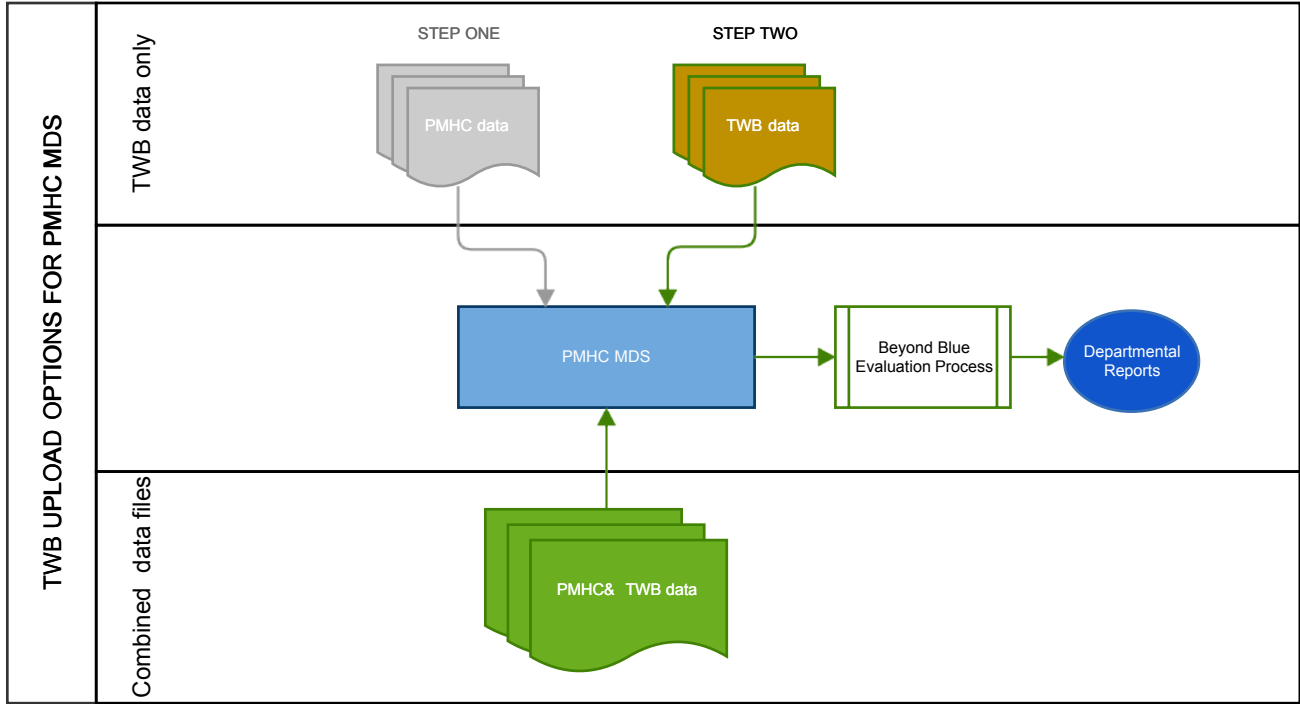 TWB UPLOAD OPTIONS FOR PMHC MDS
TWB data only
STEP ONE
STEP TWO
PMHC data
TWB data
PMHC MDS
Beyond Blue
Evaluation Process
Departmental
Reports
Combined data files
PMHC& TWB data